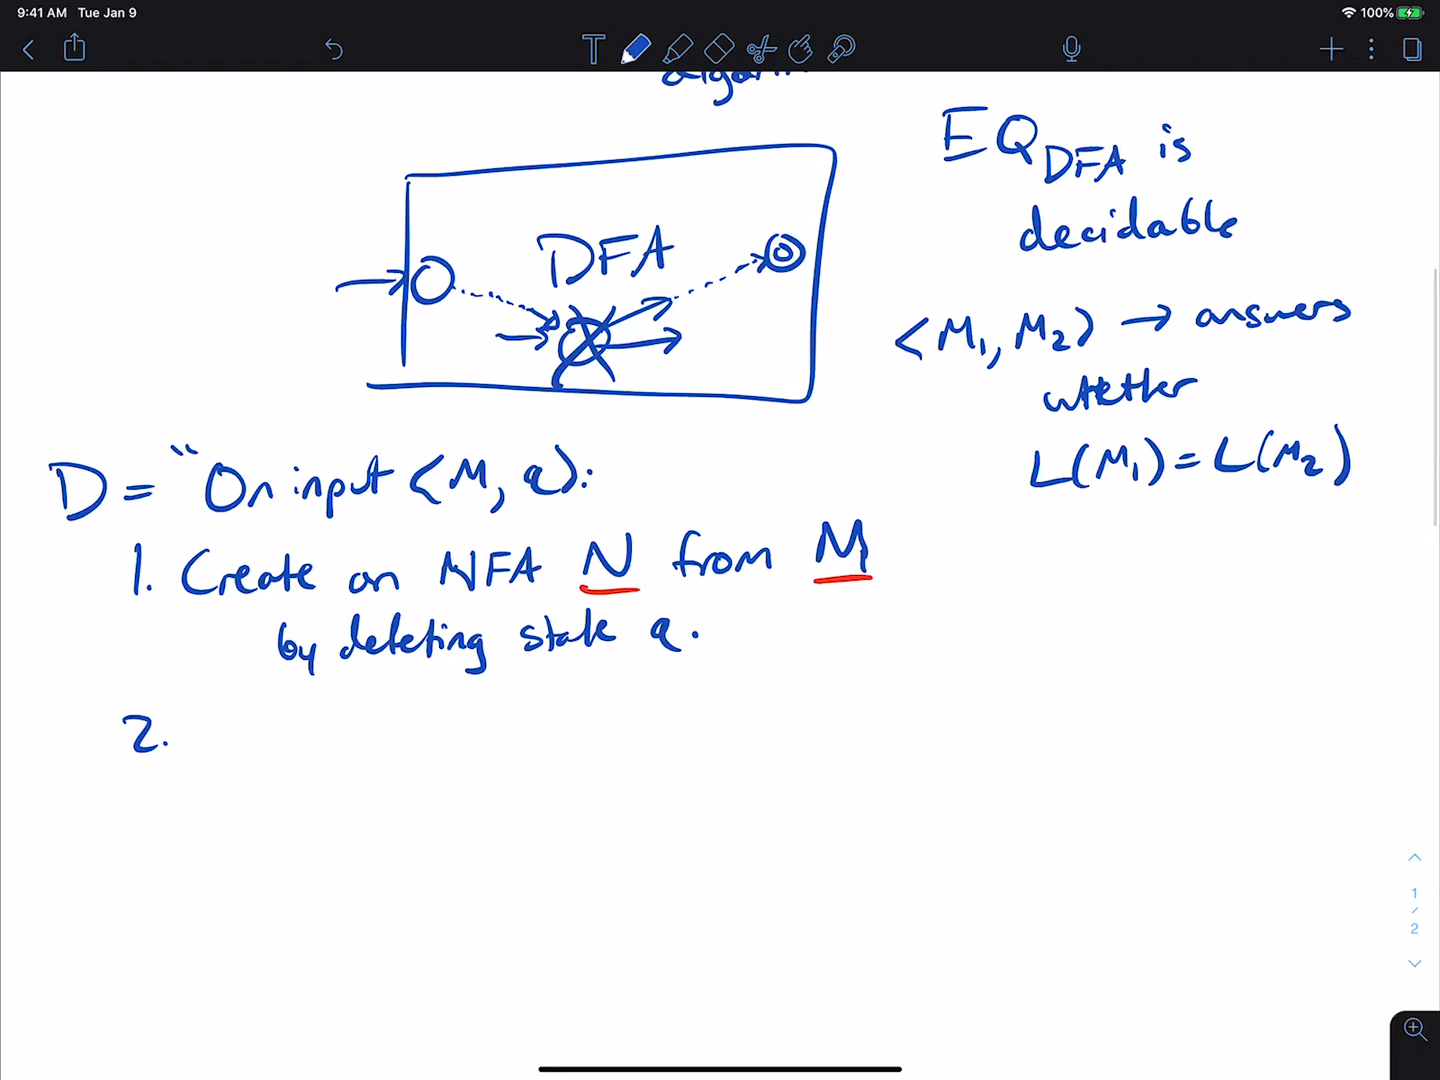 9:41 AM Tue Jan 9
100%
EQ_DFA is
decidable
DFA
<M₁, M₂> → answers
whether
L(M₁) = L(M₂)
D = "On input <M, q>:
1. Create an NFA N from M
by deleting state q.
2.
1
/
2